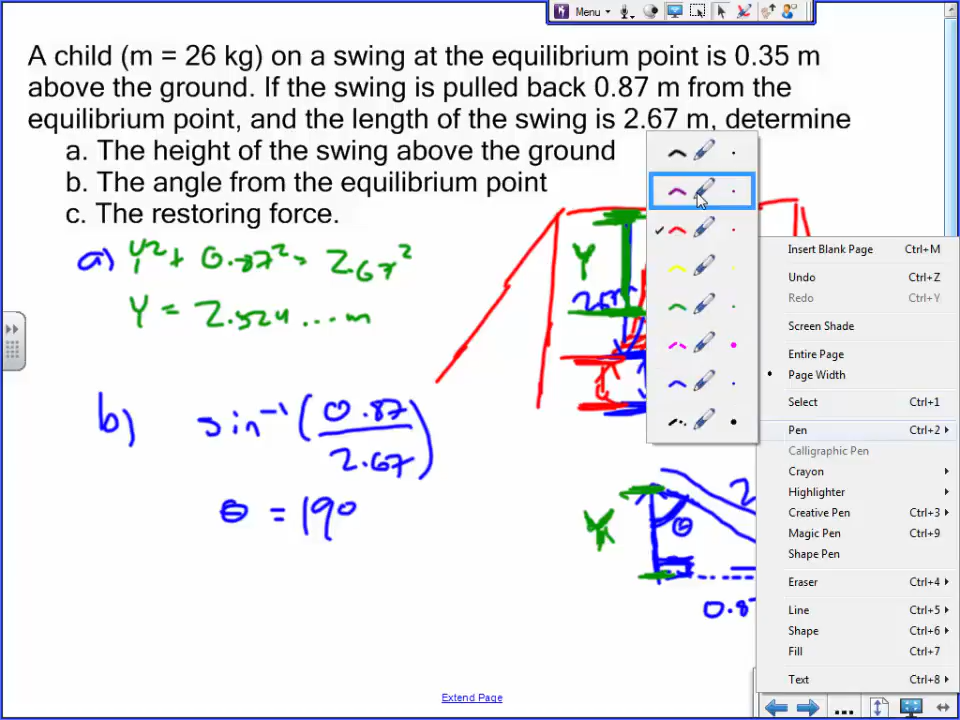 Menu
A child (m = 26 kg) on a swing at the equilibrium point is 0.35 m
above the ground. If the swing is pulled back 0.87 m from the
equilibrium point, and the length of the swing is 2.67 m, determine
a. The height of the swing above the ground
b. The angle from the equilibrium point
c. The restoring force.
a) y² + 0.87² = 2.67²
Y = 2.524 ... m
b) sin⁻¹ (0.87/2.67)
θ = 19°
Y
Y
θ
0.8
Insert Blank Page Ctrl+M
Undo Ctrl+Z
Redo Ctrl+Y
Screen Shade
Entire Page
Page Width
Select Ctrl+1
Pen Ctrl+2
Calligraphic Pen
Crayon
Highlighter
Creative Pen Ctrl+3
Magic Pen Ctrl+9
Shape Pen
Eraser Ctrl+4
Line Ctrl+5
Shape Ctrl+6
Fill Ctrl+7
Text Ctrl+8
Extend Page